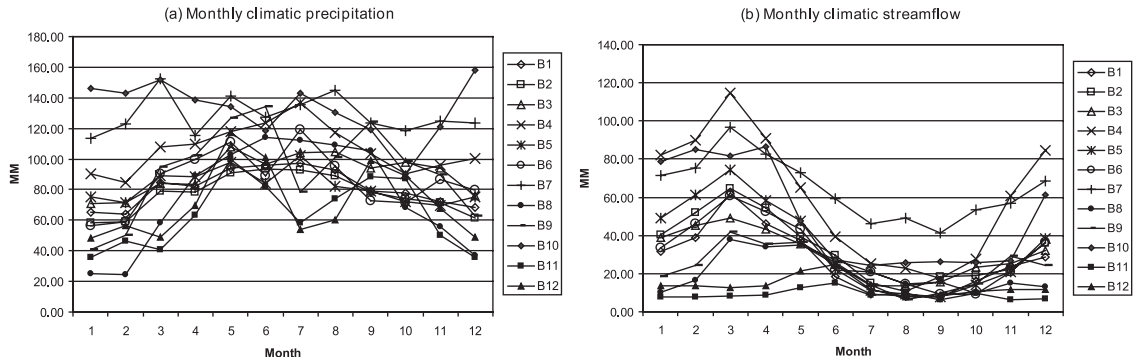 (a) Monthly climatic precipitation
180.00
160.00
140.00
120.00
100.00
80.00
60.00
40.00
20.00
0.00
MM
1 2 3 4 5 6 7 8 9 10 11 12
Month
B1
B2
B3
B4
B5
B6
B7
B8
B9
B10
B11
B12
(b) Monthly climatic streamflow
140.00
120.00
100.00
80.00
60.00
40.00
20.00
0.00
MM
1 2 3 4 5 6 7 8 9 10 11 12
Month
B1
B2
B3
B4
B5
B6
B7
B8
B9
B10
B11
B12